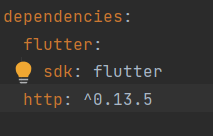 dependencies:
  flutter:
    sdk: flutter
  http: ^0.13.5